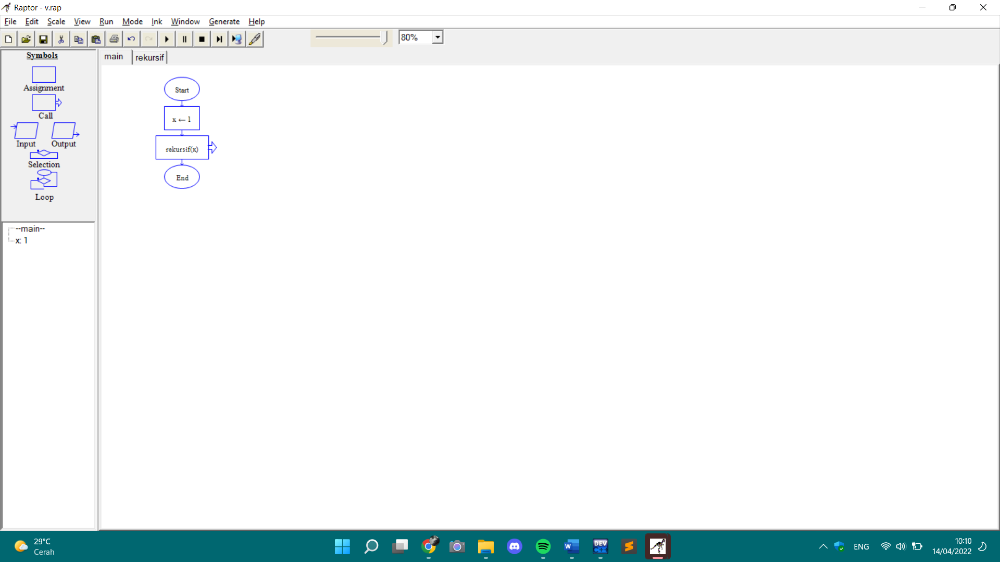 Raptor - v.rap
File Edit Scale View Run Mode Ink Window Generate Help
80%
Symbols
Assignment
Call
Input Output
Selection
Loop
--main--
x: 1
main rekursif
Start
x ← 1
rekursif(x)
End
29°C
Cerah
W
DEV
C++
ENG
10:10
14/04/2022